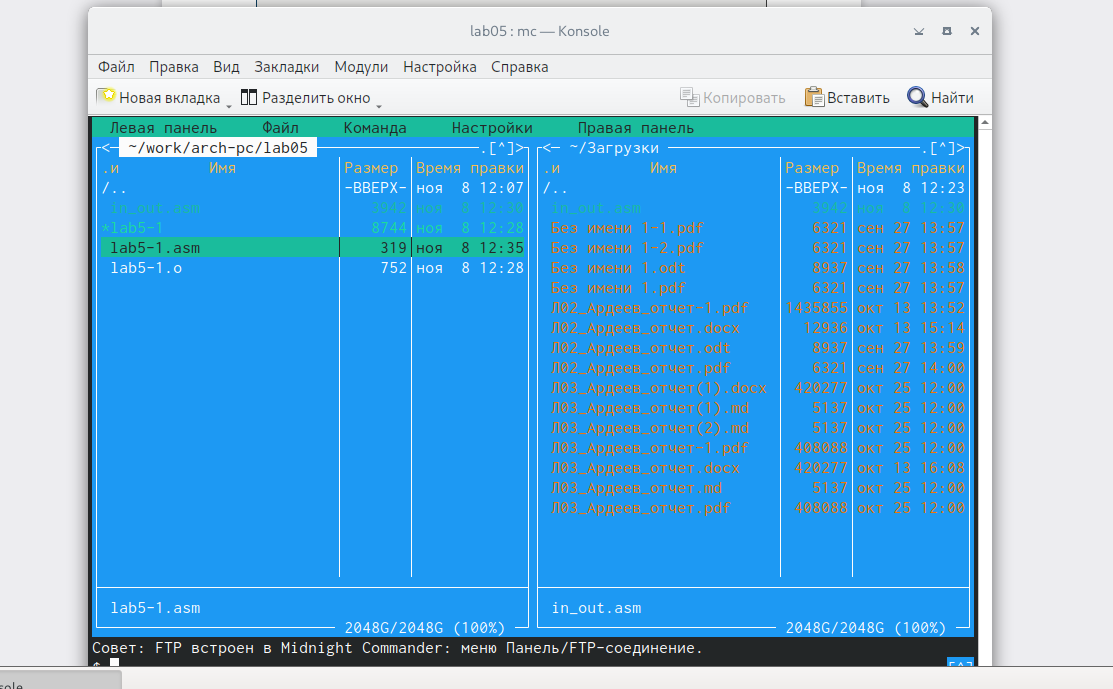 lab05 : mc — Konsole
Файл Правка Вид Закладки Модули Настройка Справка
Новая вкладка Разделить окно Копировать Вставить Найти
Левая панель Файл Команда Настройки Правая панель
<— ~/work/arch-pc/lab05 .[^]> <— ~/Загрузки .[^]>
.и Имя Размер Время правки .и Имя Размер Время правки
/.. -ВВЕРХ- ноя 8 12:07 /.. -ВВЕРХ- ноя 8 12:23
in_out.asm 3942 ноя 8 12:30 in_out.asm 3942 ноя 8 12:30
*lab5-1 8744 ноя 8 12:28 Без имени 1-1.pdf 6321 сен 27 13:57
lab5-1.asm 319 ноя 8 12:35 Без имени 1-2.pdf 6321 сен 27 13:57
lab5-1.o 752 ноя 8 12:28 Без имени 1.odt 8937 сен 27 13:58
Без имени 1.pdf 6321 сен 27 13:57
Л02_Ардеев_отчет-1.pdf 1435855 окт 13 13:52
Л02_Ардеев_отчет.docx 12936 окт 13 15:14
Л02_Ардеев_отчет.odt 8937 сен 27 13:59
Л02_Ардеев_отчет.pdf 6321 сен 27 14:00
Л03_Ардеев_отчет(1).docx 420277 окт 25 12:00
Л03_Ардеев_отчет(1).md 5137 окт 25 12:00
Л03_Ардеев_отчет(2).md 5137 окт 25 12:00
Л03_Ардеев_отчет-1.pdf 408088 окт 25 12:00
Л03_Ардеев_отчет.docx 420277 окт 13 16:08
Л03_Ардеев_отчет.md 5137 окт 25 12:00
Л03_Ардеев_отчет.pdf 408088 окт 25 12:00
lab5-1.asm in_out.asm
2048G/2048G (100%) 2048G/2048G (100%)
Совет: FTP встроен в Midnight Commander: меню Панель/FTP-соединение.